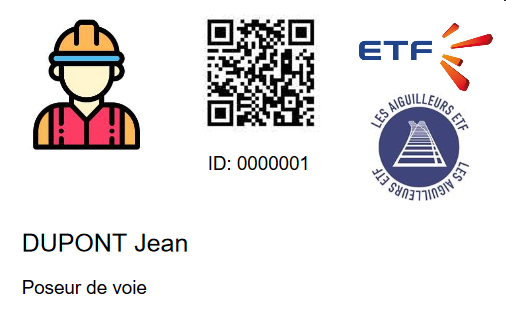 ETF
LES AIGUILLEURS ETF
LES AIGUILLEURS ETF
ID: 0000001
DUPONT Jean
Poseur de voie